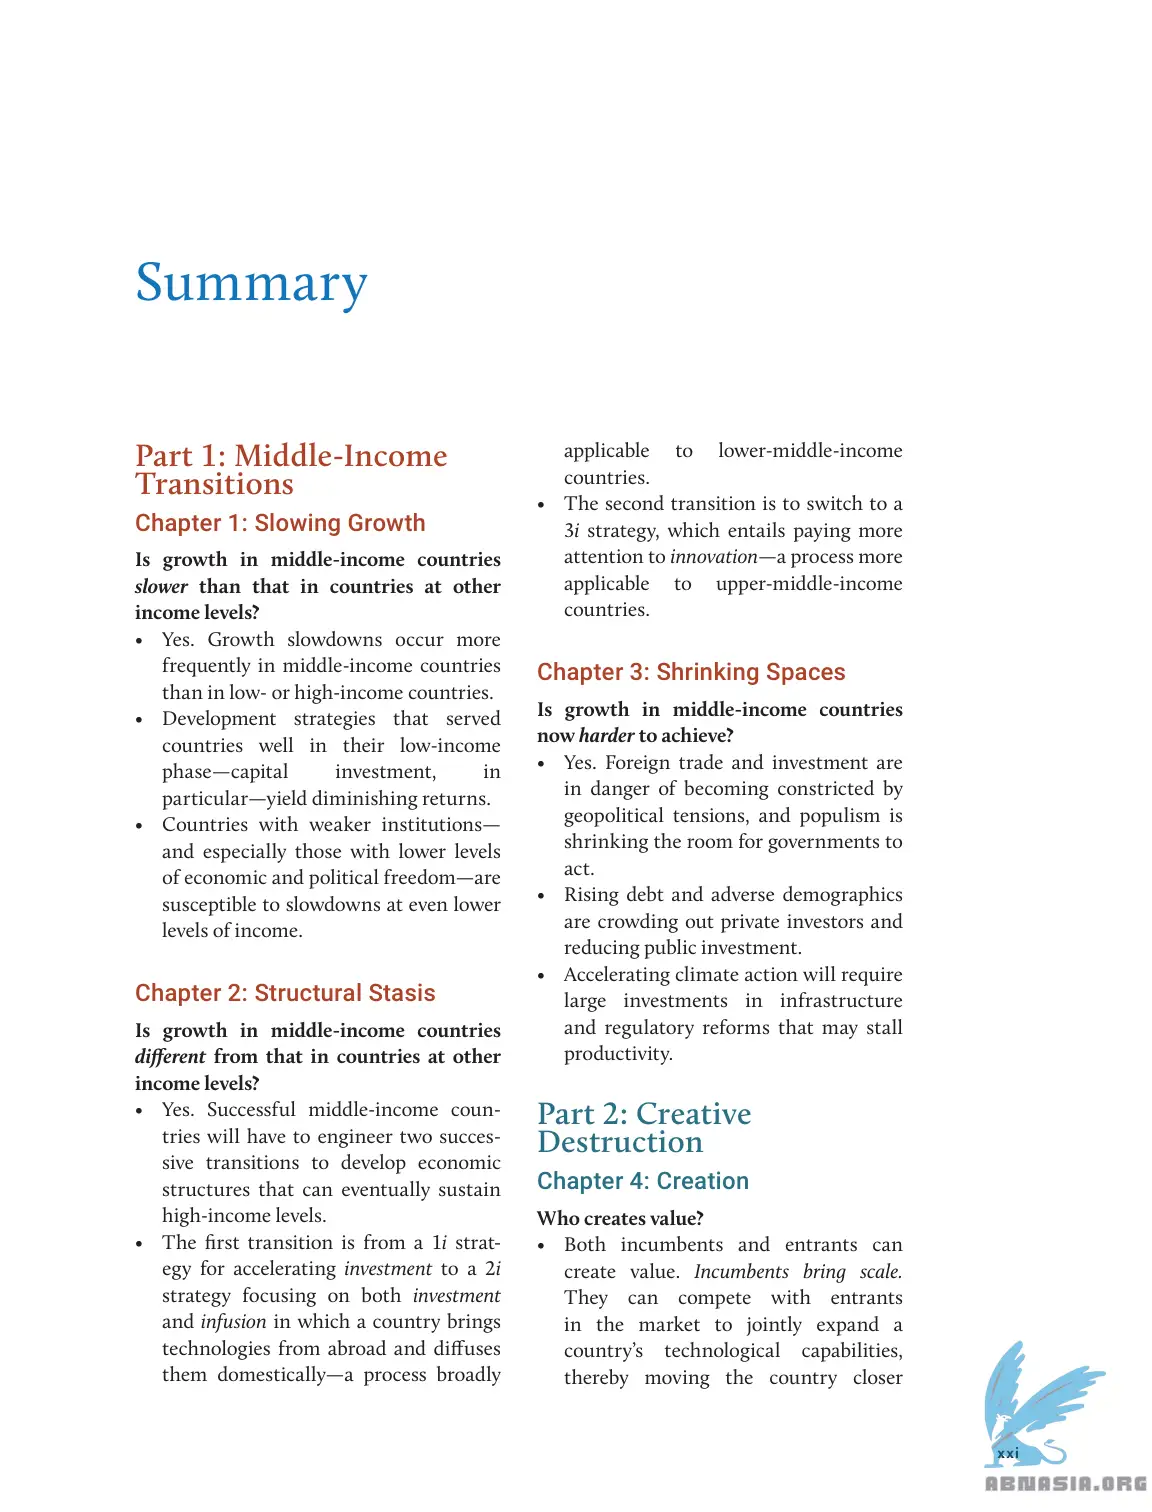 Summary
Part 1: Middle-Income
Transitions
Chapter 1: Slowing Growth
Is growth in middle-income countries
slower than that in countries at other
income levels?
• Yes. Growth slowdowns occur more
frequently in middle-income countries
than in low- or high-income countries.
• Development strategies that served
countries well in their low-income
phase—capital investment, in
particular—yield diminishing returns.
• Countries with weaker institutions—
and especially those with lower levels
of economic and political freedom—are
susceptible to slowdowns at even lower
levels of income.
Chapter 2: Structural Stasis
Is growth in middle-income countries
different from that in countries at other
income levels?
• Yes. Successful middle-income coun-
tries will have to engineer two succes-
sive transitions to develop economic
structures that can eventually sustain
high-income levels.
• The first transition is from a 1i strat-
egy for accelerating investment to a 2i
strategy focusing on both investment
and infusion in which a country brings
technologies from abroad and diffuses
them domestically—a process broadly
applicable to lower-middle-income
countries.
• The second transition is to switch to a
3i strategy, which entails paying more
attention to innovation—a process more
applicable to upper-middle-income
countries.
Chapter 3: Shrinking Spaces
Is growth in middle-income countries
now harder to achieve?
• Yes. Foreign trade and investment are
in danger of becoming constricted by
geopolitical tensions, and populism is
shrinking the room for governments to
act.
• Rising debt and adverse demographics
are crowding out private investors and
reducing public investment.
• Accelerating climate action will require
large investments in infrastructure
and regulatory reforms that may stall
productivity.
Part 2: Creative
Destruction
Chapter 4: Creation
Who creates value?
• Both incumbents and entrants can
create value. Incumbents bring scale.
They can compete with entrants
in the market to jointly expand a
country's technological capabilities,
thereby moving the country closer
xxi
ABNASIA.ORG